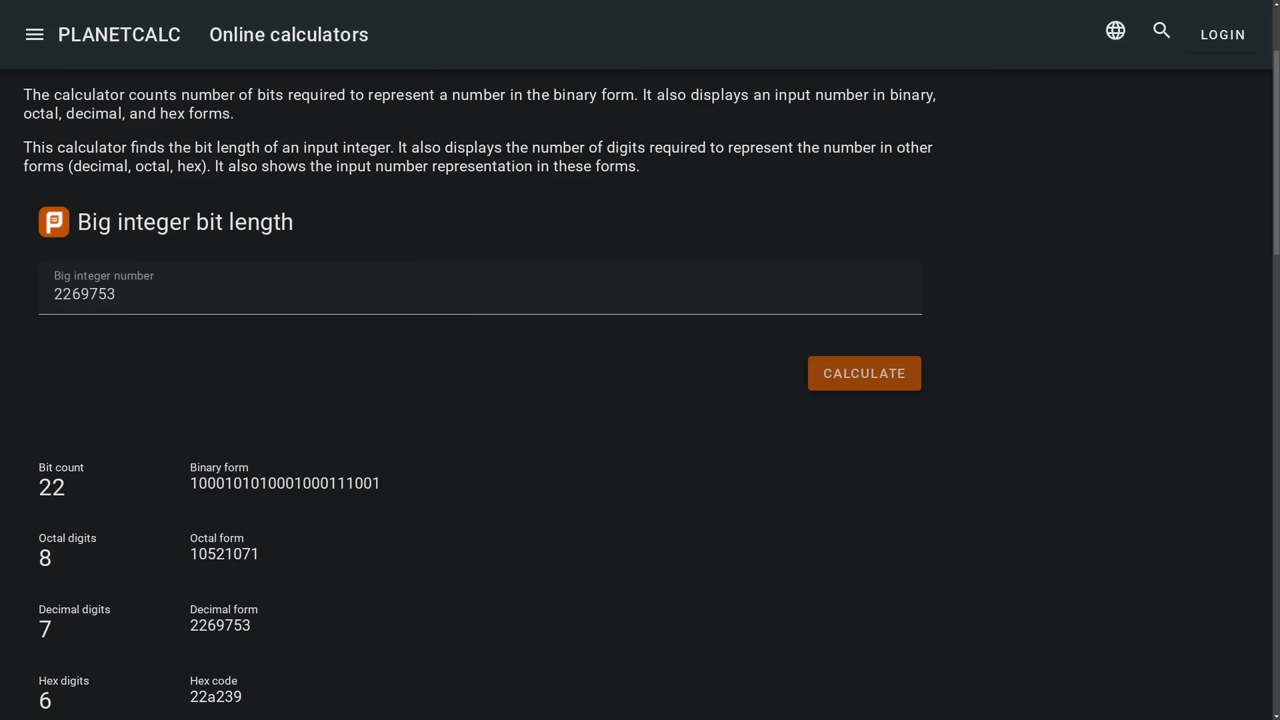 PLANETCALC Online calculators LOGIN
The calculator counts number of bits required to represent a number in the binary form. It also displays an input number in binary,
octal, decimal, and hex forms.
This calculator finds the bit length of an input integer. It also displays the number of digits required to represent the number in other
forms (decimal, octal, hex). It also shows the input number representation in these forms.
Big integer bit length
Big integer number
2269753
CALCULATE
Bit count Binary form
22 1000101010001000111001
Octal digits Octal form
8 10521071
Decimal digits Decimal form
7 2269753
Hex digits Hex code
6 22a239